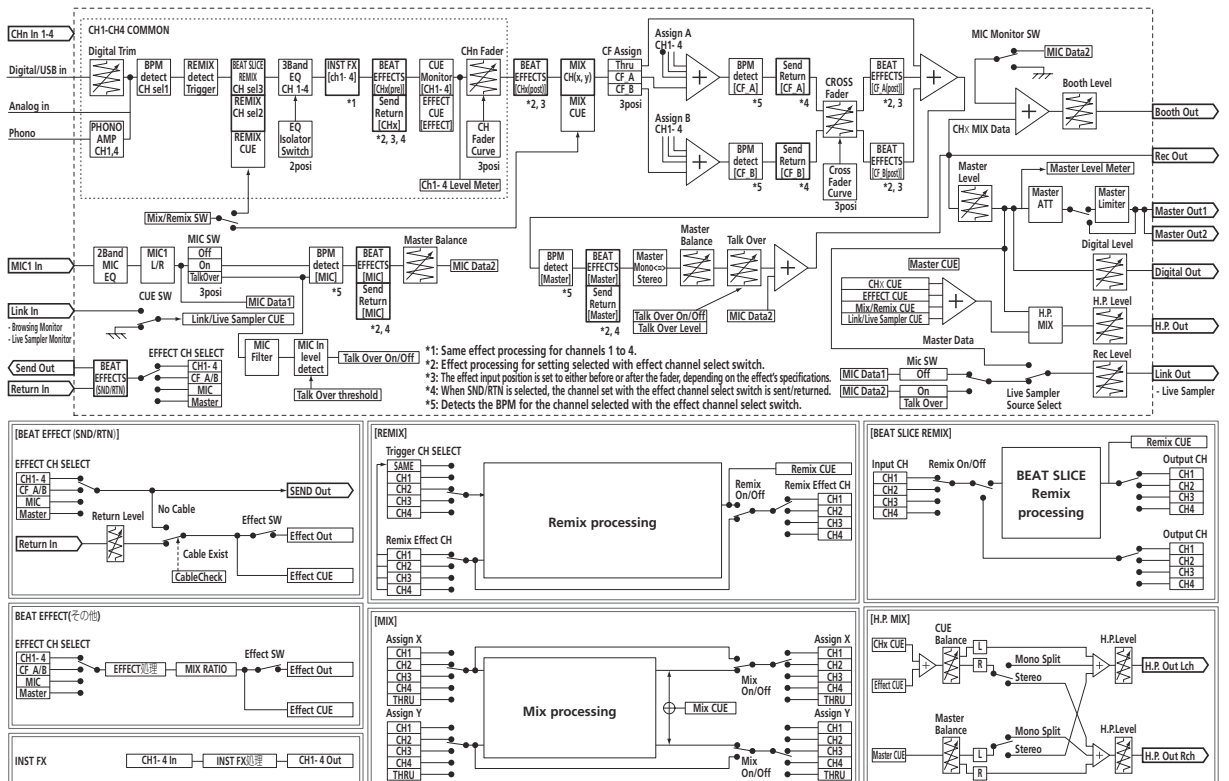 CHn In 1-4
Digital/USB in
Analog in
Phono
CH1-CH4 COMMON
Digital Trim
PHONO
AMP
CH1,4
BPM
detect
CH sel1
REMIX
detect
Trigger
BEAT SLICE
REMIX
CH sel3
REMIX
CH sel2
REMIX
CUE
3Band
EQ
CH 1-4
EQ
Isolator
Switch
2posi
INST FX
[ch1- 4]
*1
BEAT
EFFECTS
[CHx(pre)]
Send
Return
[CHx]
*2, 3, 4
CUE
Monitor
[CH1- 4]
EFFECT
CUE
[EFFECT]
CHn Fader
CH
Fader
Curve
3posi
Ch1- 4 Level Meter
BEAT
EFFECTS
[CHx(post)]
*2, 3
MIX
CH(x, y)
MIX
CUE
CF Assign
Thru
CF_A
CF_B
3posi
Assign A
CH1- 4
Assign B
CH1- 4
BPM
detect
[CF_A]
*5
Send
Return
[CF_A]
*4
BPM
detect
[CF_B]
*5
Send
Return
[CF_B]
*4
CROSS
Fader
Cross
Fader
Curve
3posi
BEAT
EFFECTS
[CF_A(post)]
*2, 3
BEAT
EFFECTS
[CF_B(post)]
*2, 3
MIC Monitor SW
MIC Data2
Booth Level
Booth Out
CHX MIX Data
Rec Out
Master
Level
Master Level Meter
Master
ATT
Master
Limiter
Master Out1
Master Out2
Digital Level
Digital Out
Mix/Remix SW
MIC1 In
2Band
MIC
EQ
MIC1
L/R
MIC SW
Off
On
TalkOver
3posi
MIC Data1
BPM
detect
[MIC]
*5
BEAT
EFFECTS
[MIC]
Send
Return
[MIC]
*2, 4
Master Balance
MIC Data2
BPM
detect
[Master]
*5
BEAT
EFFECTS
[Master]
Send
Return
[Master]
*2, 4
Master
Mono<=>
Stereo
Master
Balance
Talk Over
Talk Over On/Off
Talk Over Level
MIC Data2
Master CUE
CHX CUE
EFFECT CUE
Mix/Remix CUE
Link/Live Sampler CUE
H.P.
MIX
H.P. Level
H.P. Out
Master Data
Link In
- Browsing Monitor
- Live Sampler Monitor
CUE SW
Link/Live Sampler CUE
Send Out
Return In
BEAT
EFFECTS
(SND/RTN)
EFFECT CH SELECT
CH1- 4
CF_A/B
MIC
Master
MIC
Filter
MIC In
level
detect
Talk Over On/Off
Talk Over threshold
*1: Same effect processing for channels 1 to 4.
*2: Effect processing for setting selected with effect channel select switch.
*3: The effect input position is set to either before or after the fader, depending on the effect's specifications.
*4: When SND/RTN is selected, the channel set with the effect channel select switch is sent/returned.
*5: Detects the BPM for the channel selected with the effect channel select switch.
MIC Data1
MIC Data2
Mic SW
Off
On
Talk Over
Live Sampler
Source Select
Rec Level
Link Out
- Live Sampler
[BEAT EFFECT (SND/RTN)]
EFFECT CH SELECT
CH1- 4
CF_A/B
MIC
Master
SEND Out
No Cable
Return Level
Return In
Cable Exist
CableCheck
Effect SW
Effect Out
Effect CUE
[REMIX]
Trigger CH SELECT
SAME
CH1
CH2
CH3
CH4
Remix Effect CH
CH1
CH2
CH3
CH4
Remix processing
Remix CUE
Remix
On/Off
Remix Effect CH
CH1
CH2
CH3
CH4
[BEAT SLICE REMIX]
Input CH
CH1
CH2
CH3
CH4
Remix On/Off
BEAT SLICE
Remix
processing
Remix CUE
Output CH
CH1
CH2
CH3
CH4
Output CH
CH1
CH2
CH3
CH4
BEAT EFFECT(その他)
EFFECT CH SELECT
CH1- 4
CF_A/B
MIC
Master
EFFECT処理
MIX RATIO
Effect SW
Effect Out
Effect CUE
INST FX
CH1- 4 In
INST FX処理
CH1- 4 Out
[MIX]
Assign X
CH1
CH2
CH3
CH4
THRU
Assign Y
CH1
CH2
CH3
CH4
THRU
Mix processing
Mix CUE
Mix
On/Off
Mix
On/Off
Assign X
CH1
CH2
CH3
CH4
THRU
Assign Y
CH1
CH2
CH3
CH4
THRU
[H.P. MIX]
CHx CUE
Effect CUE
CUE
Balance
L
R
Mono Split
Stereo
H.P.Level
H.P. Out Lch
Master CUE
Master
Balance
L
R
Mono Split
Stereo
H.P.Level
H.P. Out Rch